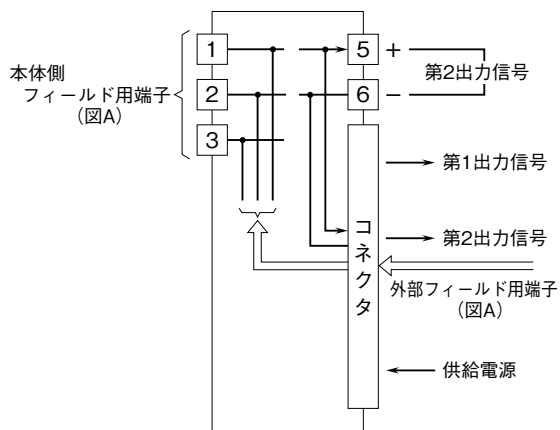 本体側
フィールド用端子
(図A)
1
2
3
5
+
6
−
第2出力信号
第1出力信号
第2出力信号
コネクタ
外部フィールド用端子
(図A)
供給電源